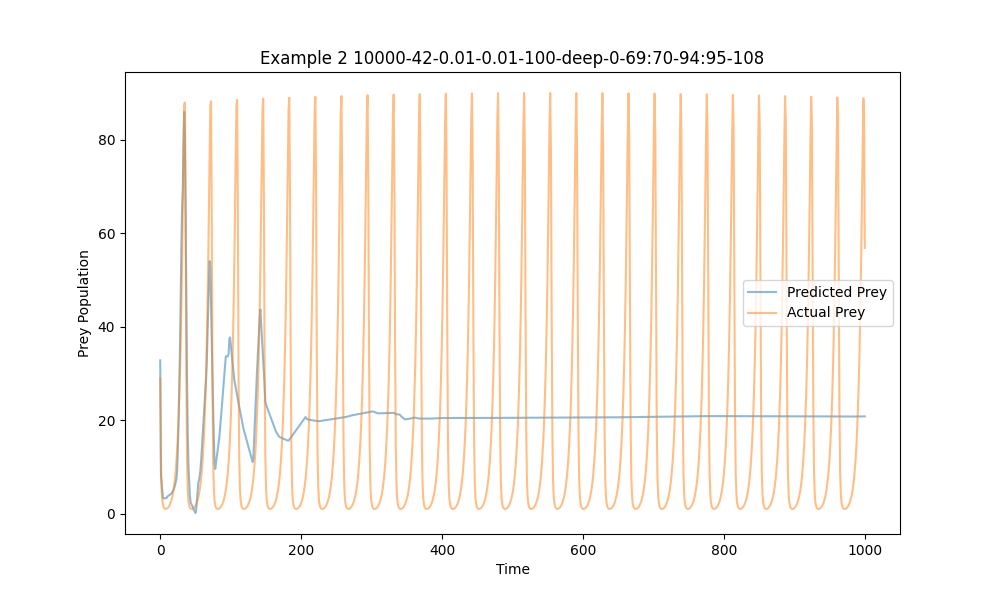 Example 2 10000-42-0.01-0.01-100-deep-0-69:70-94:95-108
80
60
40
20
0
Prey Population
Predicted Prey
Actual Prey
0 200 400 600 800 1000
Time